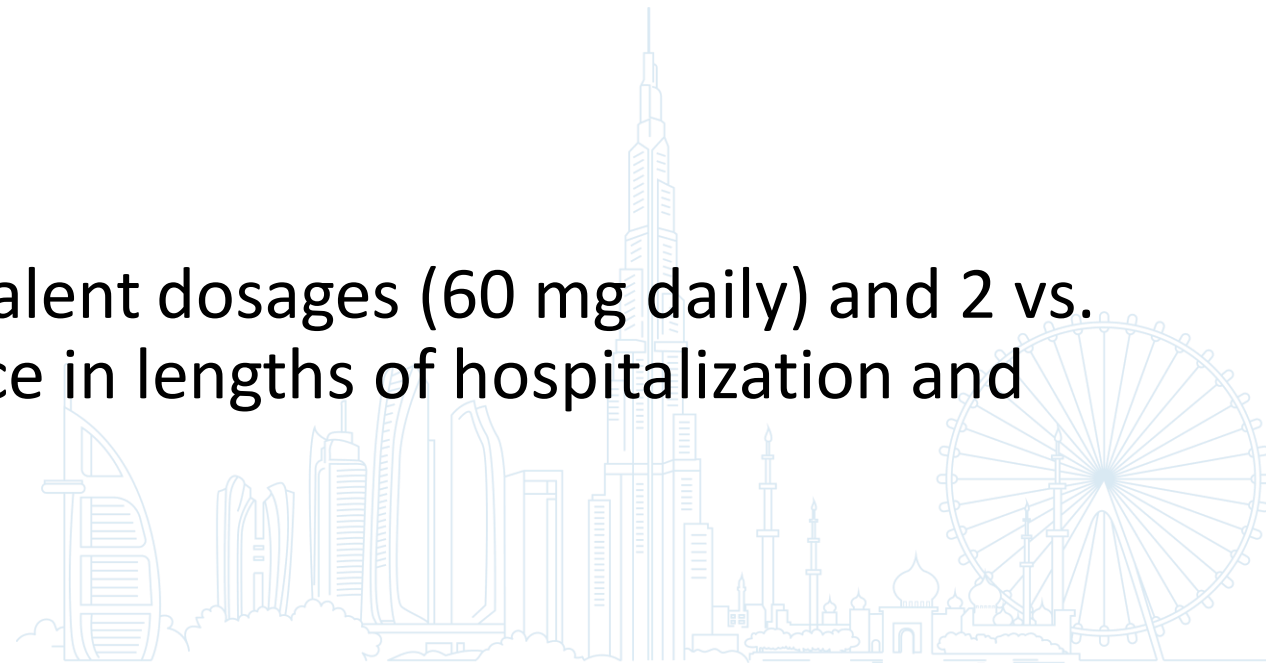 alent dosages (60 mg daily) and 2 vs.
ce in lengths of hospitalization and